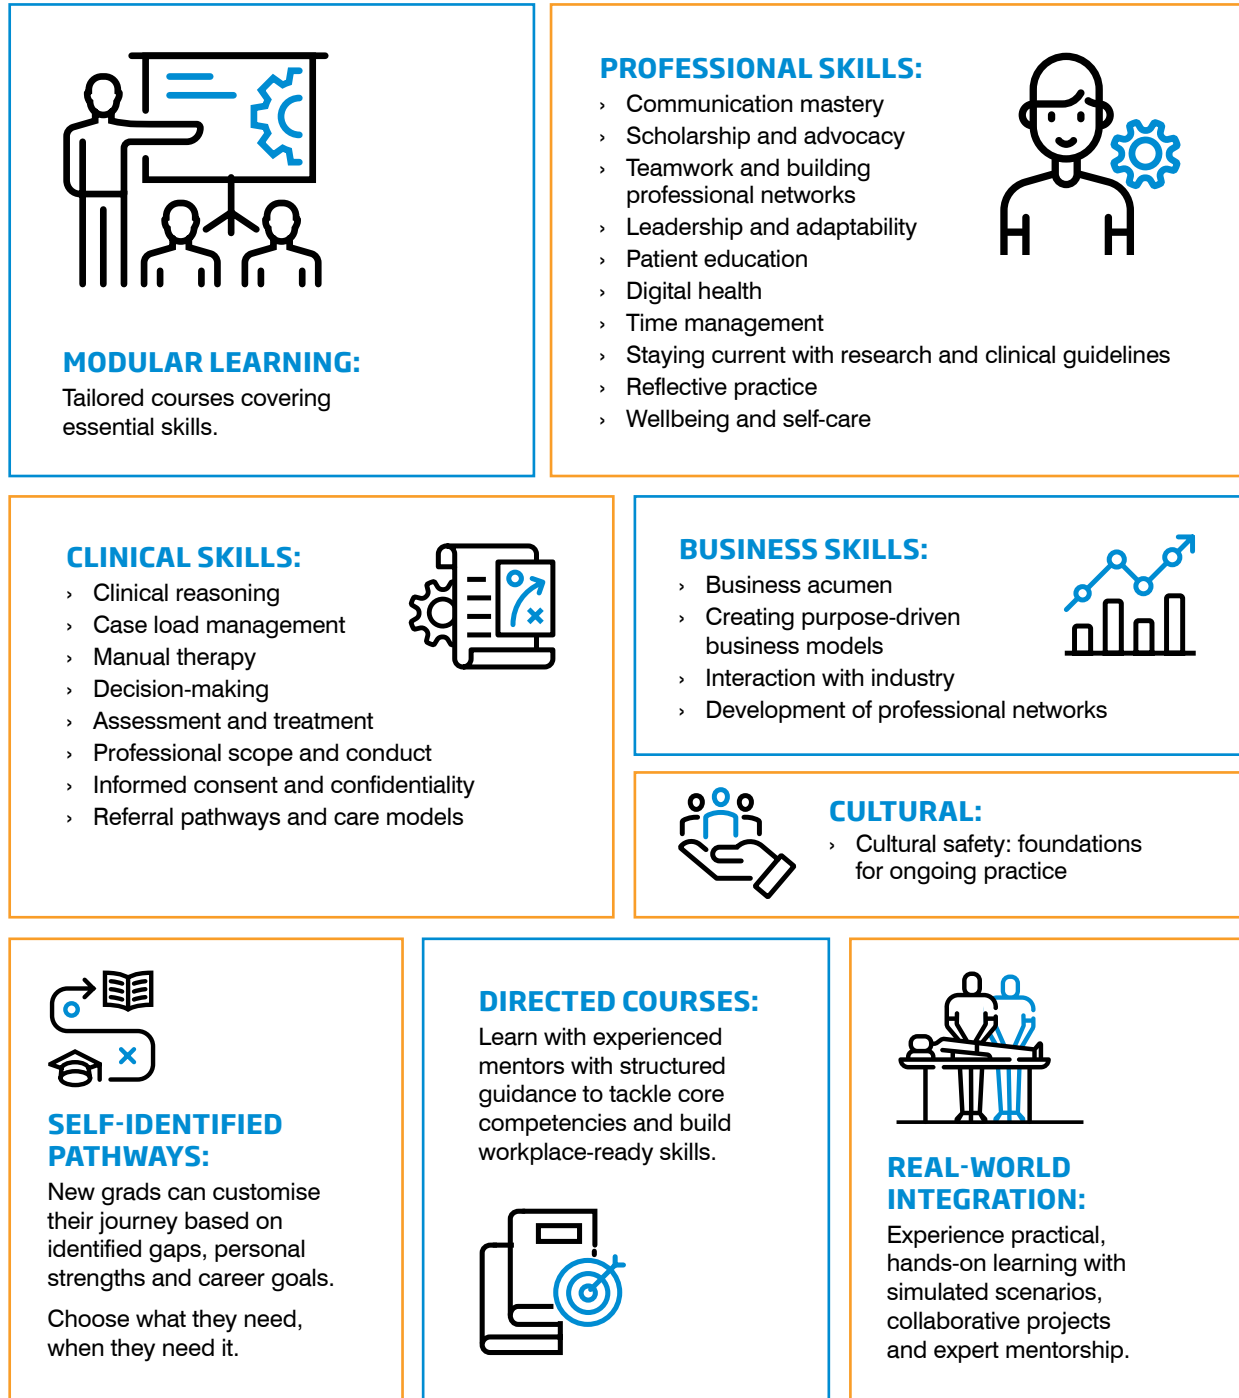 MODULAR LEARNING:
Tailored courses covering
essential skills.
PROFESSIONAL SKILLS:
› Communication mastery
› Scholarship and advocacy
› Teamwork and building
professional networks
› Leadership and adaptability
› Patient education
› Digital health
› Time management
› Staying current with research and clinical guidelines
› Reflective practice
› Wellbeing and self-care
CLINICAL SKILLS:
› Clinical reasoning
› Case load management
› Manual therapy
› Decision-making
› Assessment and treatment
› Professional scope and conduct
› Informed consent and confidentiality
› Referral pathways and care models
BUSINESS SKILLS:
› Business acumen
› Creating purpose-driven
business models
› Interaction with industry
› Development of professional networks
CULTURAL:
› Cultural safety: foundations
for ongoing practice
SELF-IDENTIFIED
PATHWAYS:
New grads can customise
their journey based on
identified gaps, personal
strengths and career goals.
Choose what they need,
when they need it.
DIRECTED COURSES:
Learn with experienced
mentors with structured
guidance to tackle core
competencies and build
workplace-ready skills.
REAL-WORLD
INTEGRATION:
Experience practical,
hands-on learning with
simulated scenarios,
collaborative projects
and expert mentorship.